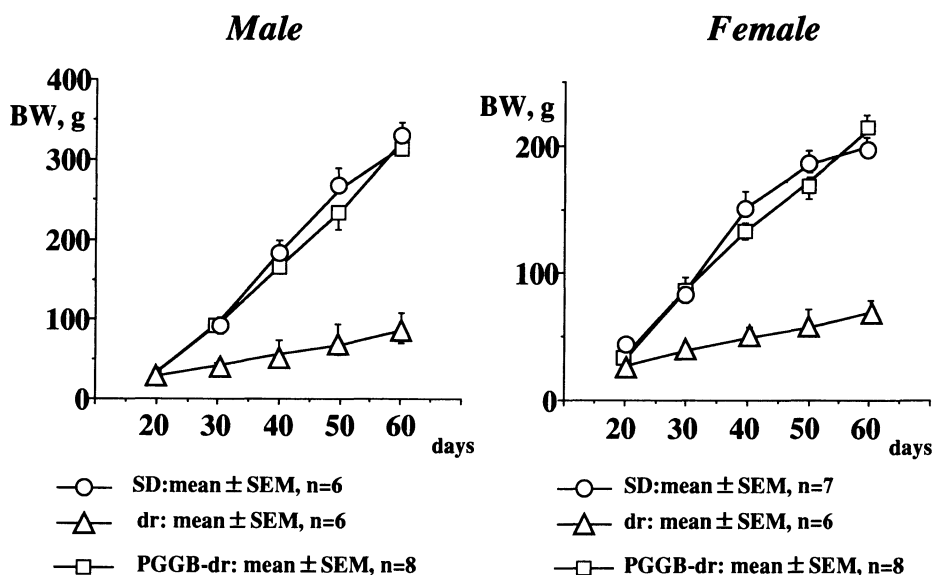 Male
BW, g
400
300
200
100
0
20 30 40 50 60 days
SD:mean ± SEM, n=6
dr: mean ± SEM, n=6
PGGB-dr: mean ± SEM, n=8
Female
BW, g
200
100
0
20 30 40 50 60 days
SD:mean ± SEM, n=7
dr: mean ± SEM, n=6
PGGB-dr: mean ± SEM, n=8